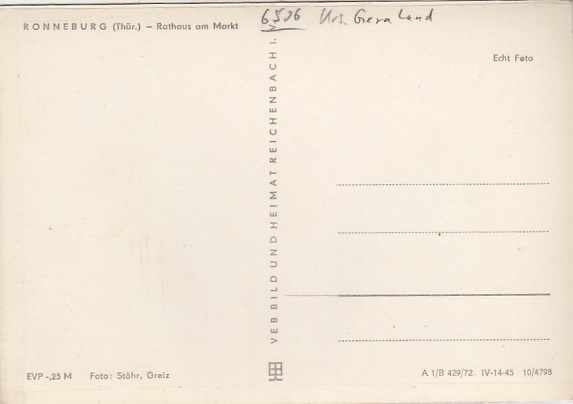 6506 Krs. Gera Land
RONNEBURG (Thür.) – Rathaus am Markt
Echt Foto
VEB BILD UND HEIMAT REICHENBACH i. V.
EVP -,25 M Foto: Stöhr, Greiz
A 1/B 429/72 IV-14-45 10/4798